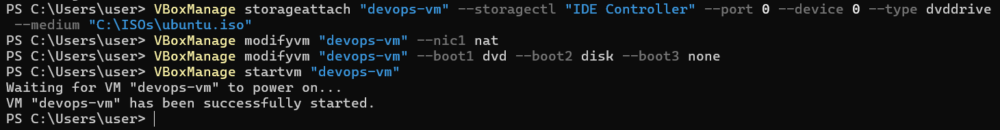 PS C:\Users\user> VBoxManage storageattach "devops-vm" --storagectl "IDE Controller" --port 0 --device 0 --type dvddrive
--medium "C:\ISOs\ubuntu.iso"
PS C:\Users\user> VBoxManage modifyvm "devops-vm" --nic1 nat
PS C:\Users\user> VBoxManage modifyvm "devops-vm" --boot1 dvd --boot2 disk --boot3 none
PS C:\Users\user> VBoxManage startvm "devops-vm"
Waiting for VM "devops-vm" to power on...
VM "devops-vm" has been successfully started.
PS C:\Users\user>